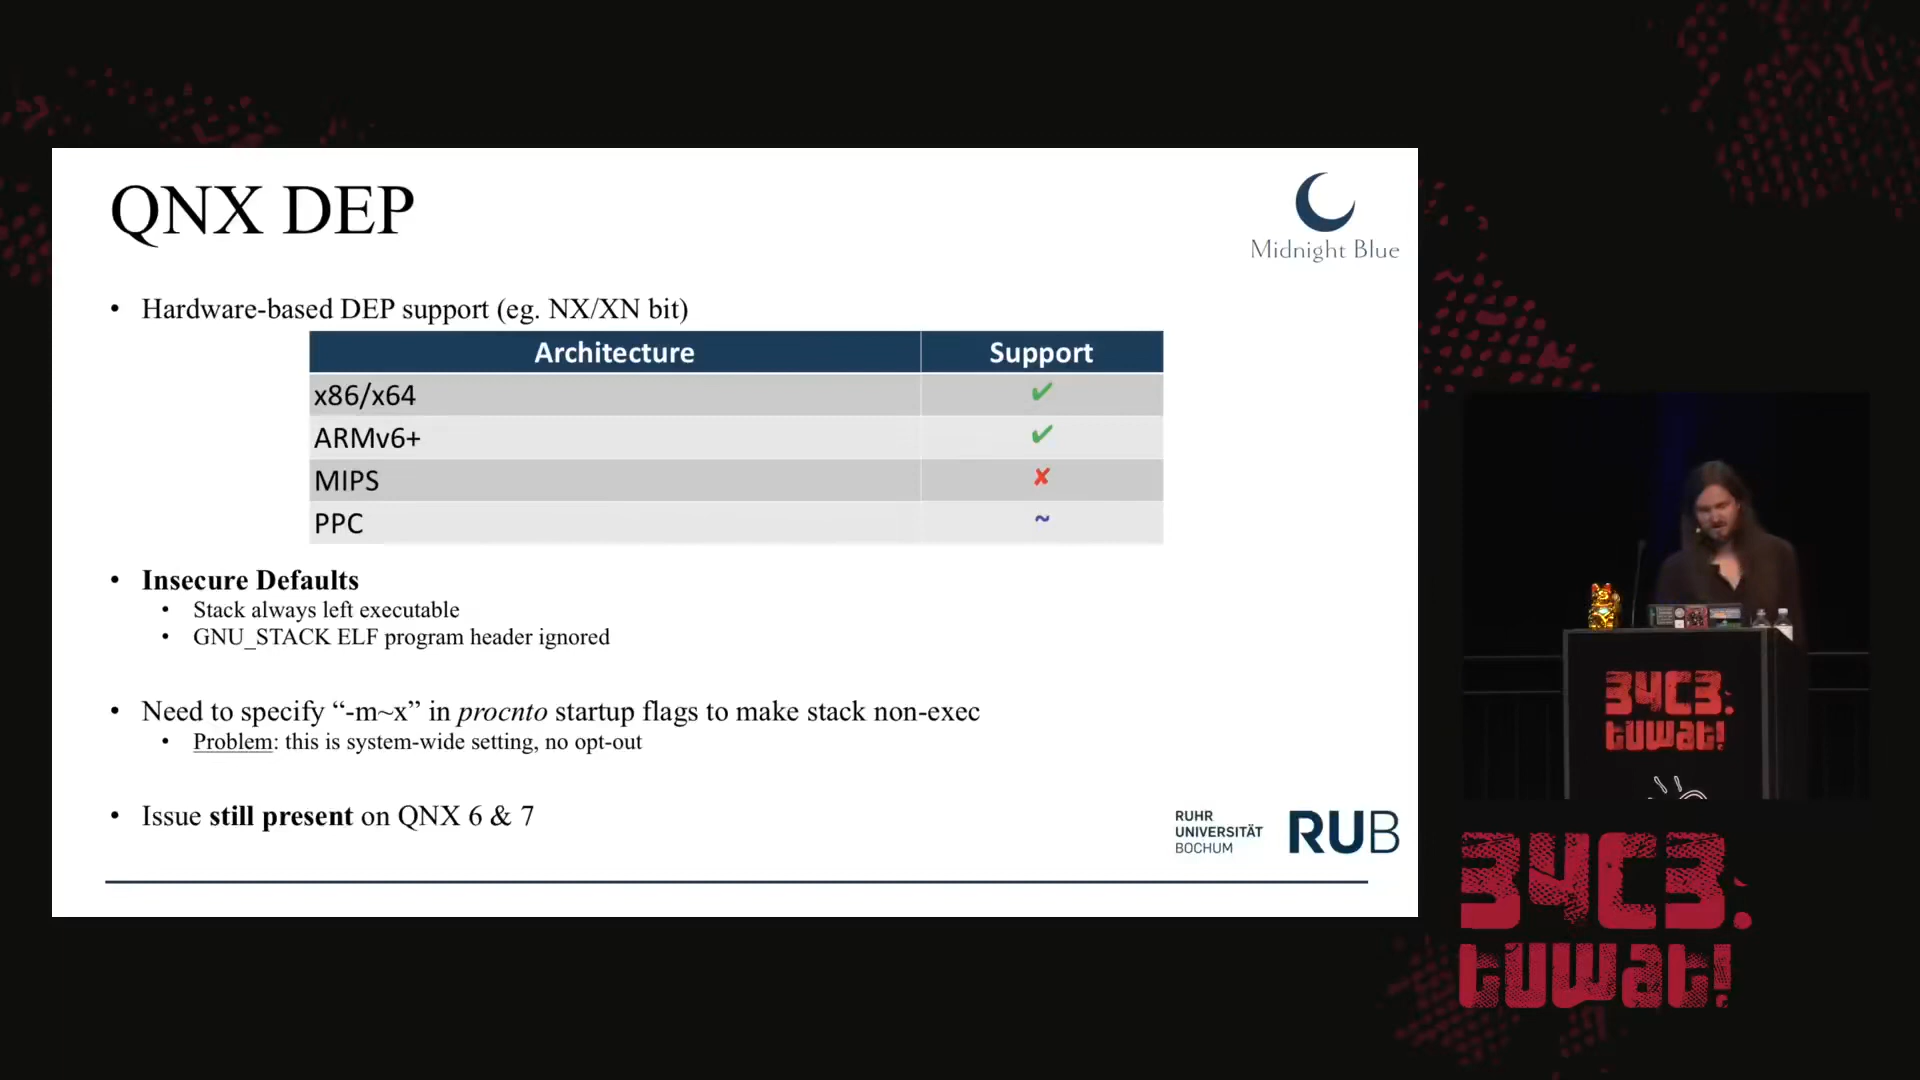 QNX DEP
Midnight Blue
• Hardware-based DEP support (eg. NX/XN bit)
Architecture Support
x86/x64 ✔
ARMv6+ ✔
MIPS ✘
PPC ~
• Insecure Defaults
• Stack always left executable
• GNU_STACK ELF program header ignored
• Need to specify “-m~x” in procnto startup flags to make stack non-exec
• Problem: this is system-wide setting, no opt-out
• Issue still present on QNX 6 & 7
RUHR
UNIVERSITÄT
BOCHUM
RUB
34C3.
tuwat!
34C3.
tuwat!